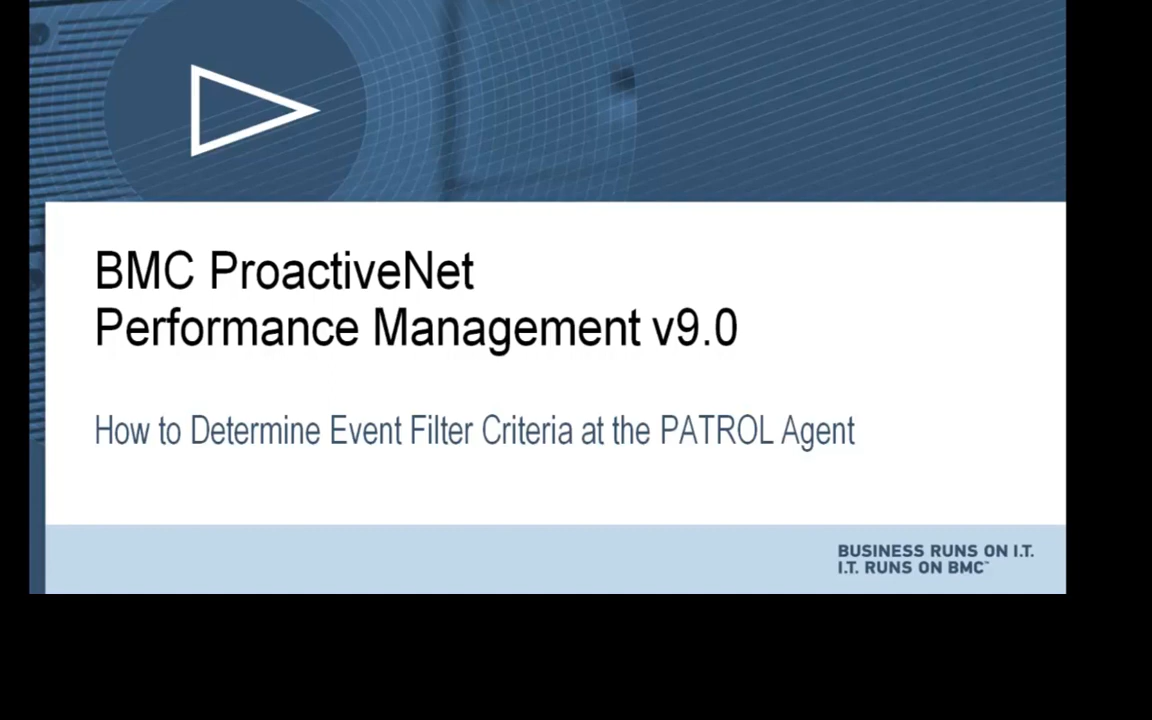 BMC ProactiveNet
Performance Management v9.0
How to Determine Event Filter Criteria at the PATROL Agent
BUSINESS RUNS ON I.T.
I.T. RUNS ON BMC™